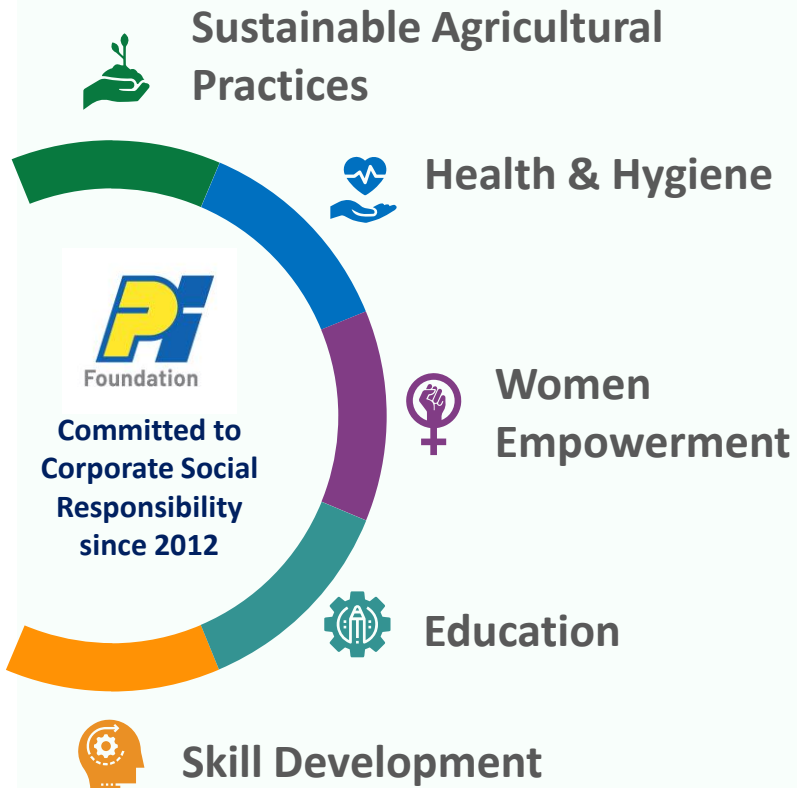 Sustainable Agricultural
Practices
Health & Hygiene
PI
Foundation
Committed to
Corporate Social
Responsibility
since 2012
Women
Empowerment
Education
Skill Development